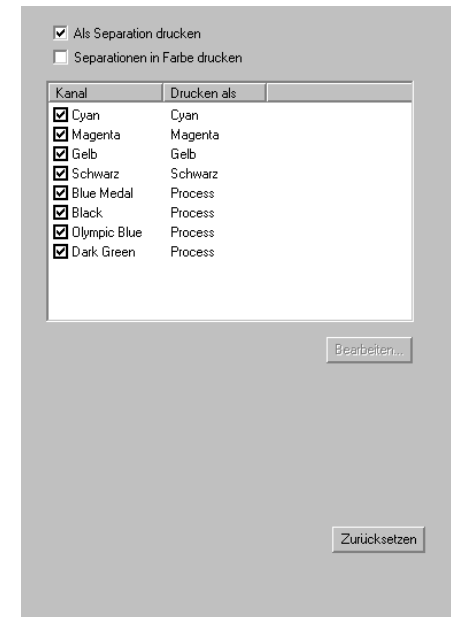 Als Separation drucken
Separationen in Farbe drucken
Kanal Drucken als
Cyan Cyan
Magenta Magenta
Gelb Gelb
Schwarz Schwarz
Blue Medal Process
Black Process
Olympic Blue Process
Dark Green Process
Bearbeiten...
Zurücksetzen